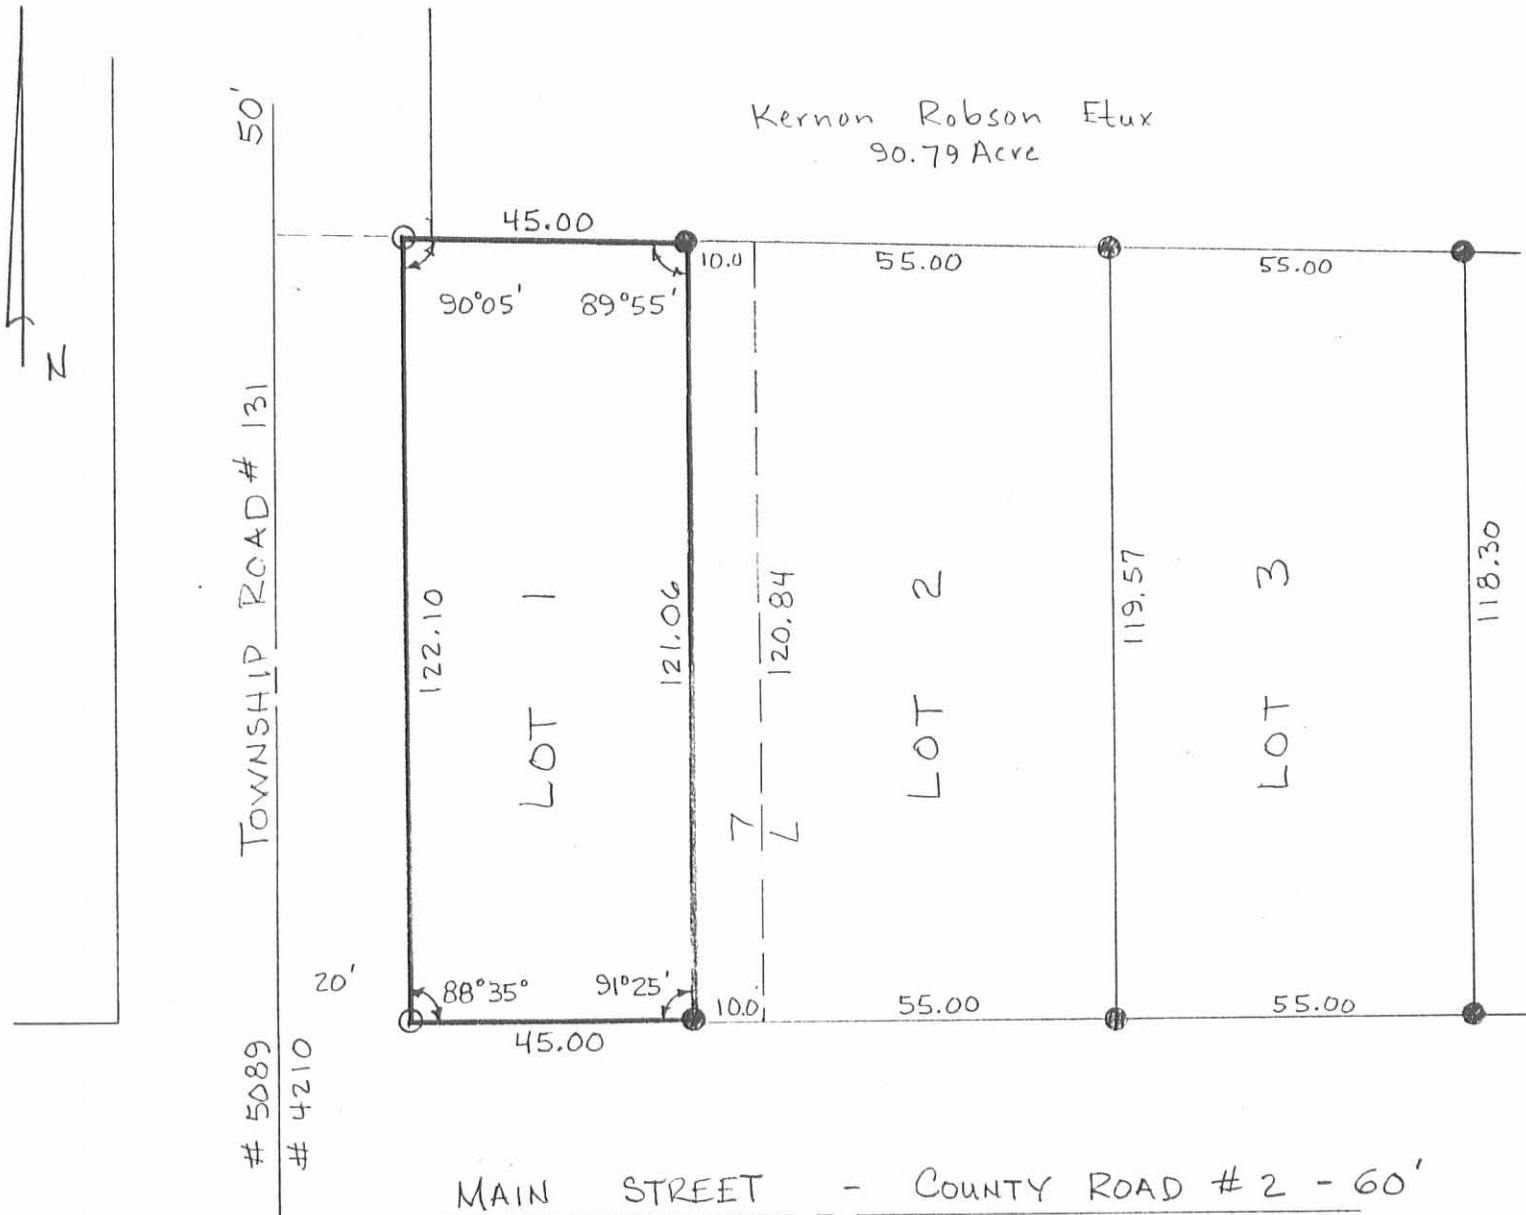 50'
Kernon Robson Etux
90.79 Acre
45.00
10.0
55.00
55.00
90°05'
89°55'
N
TOWNSHIP ROAD # 131
122.10
LOT 1
121.06
120.84
LOT 2
119.57
LOT 3
118.30
7
L
20'
88°35°
91°25'
10.0
55.00
55.00
45.00
# 5089
# 4210
MAIN STREET - COUNTY ROAD # 2 - 60'